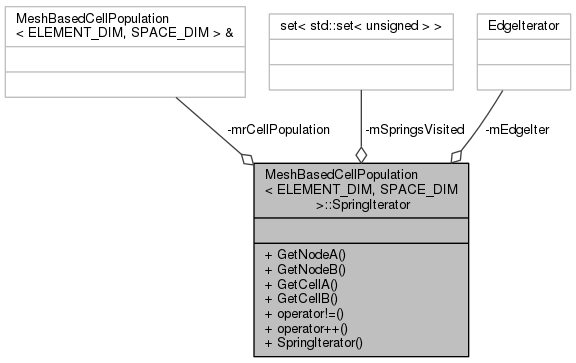 MeshBasedCellPopulation
< ELEMENT_DIM, SPACE_DIM > &
set< std::set< unsigned > >
EdgeIterator
-mrCellPopulation
-mSpringsVisited
-mEdgeIter
MeshBasedCellPopulation
< ELEMENT_DIM, SPACE_DIM
>::SpringIterator
+ GetNodeA()
+ GetNodeB()
+ GetCellA()
+ GetCellB()
+ operator!=()
+ operator++()
+ SpringIterator()